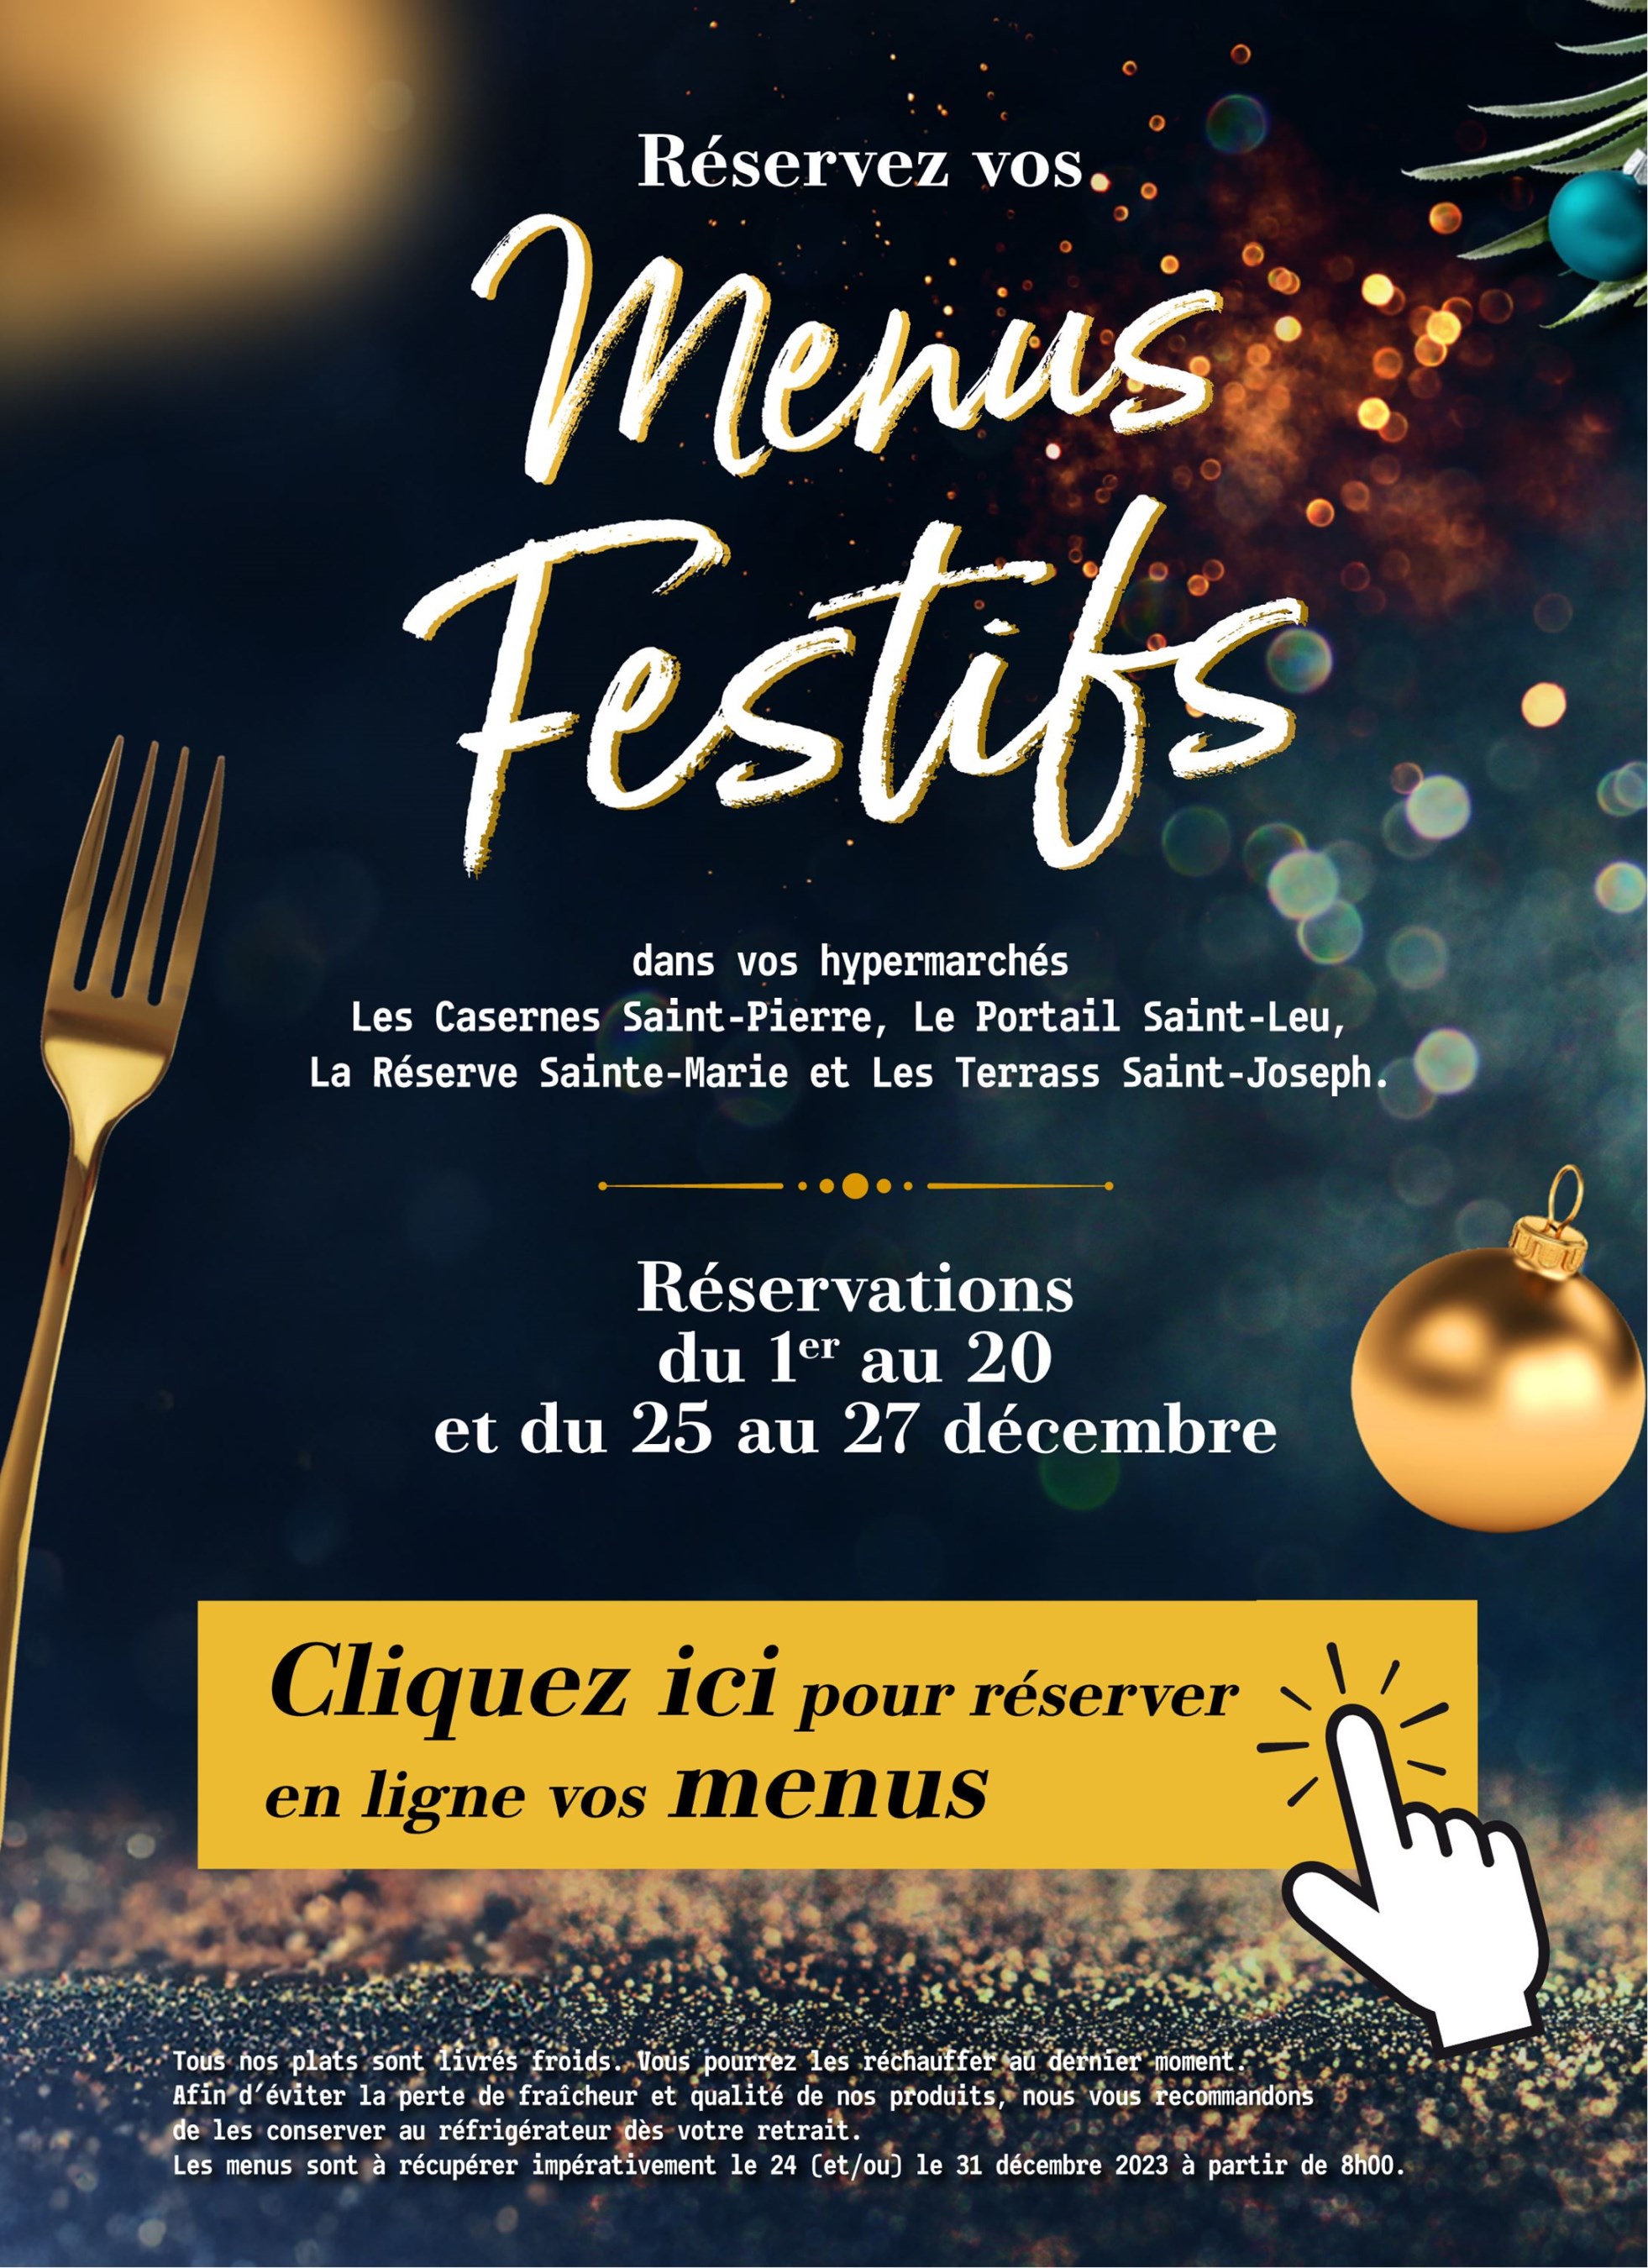 Réservez vos
Menus
Festifs
dans vos hypermarchés
Les Casernes Saint-Pierre, Le Portail Saint-Leu,
La Réserve Sainte-Marie et Les Terrass Saint-Joseph.
Réservations
du 1er au 20
et du 25 au 27 décembre
Cliquez ici pour réserver
en ligne vos menus
Tous nos plats sont livrés froids. Vous pourrez les réchauffer au dernier moment.
Afin d'éviter la perte de fraîcheur et qualité de nos produits, nous vous recommandons
de les conserver au réfrigérateur dès votre retrait.
Les menus sont à récupérer impérativement le 24 (et/ou) le 31 décembre 2023 à partir de 8h00.